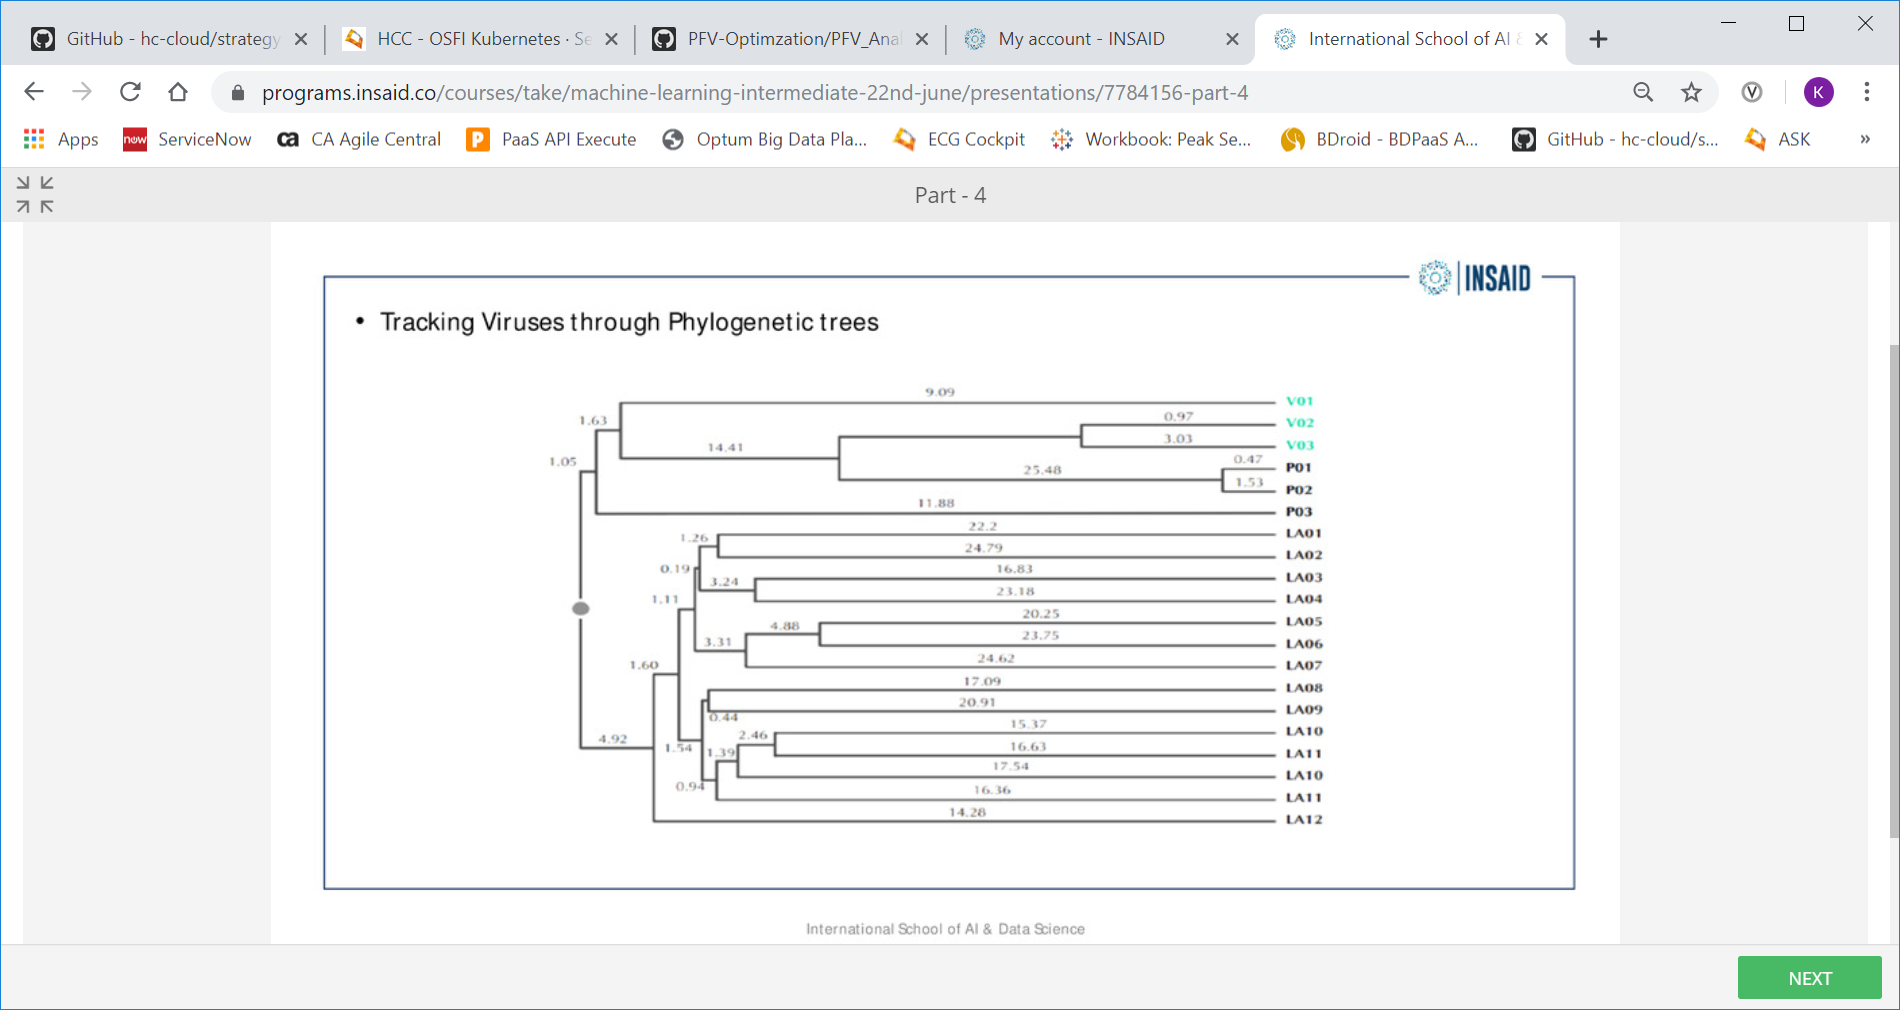 GitHub - hc-cloud/strategy
HCC - OSFI Kubernetes · Se
PFV-Optimzation/PFV_Anal
My account - INSAID
International School of AI &
programs.insaid.co/courses/take/machine-learning-intermediate-22nd-june/presentations/7784156-part-4
K
Apps
now ServiceNow
ca CA Agile Central
P PaaS API Execute
Optum Big Data Pla...
ECG Cockpit
Workbook: Peak Se...
BDroid - BDPaaS A...
GitHub - hc-cloud/s...
ASK
»
Part - 4
INSAID
• Tracking Viruses through Phylogenetic trees
9.09
V01
1.63
0.97
V02
14.41
3.03
V03
1.05
0.47
P01
25.48
1.53
P02
11.88
P03
22.2
LA01
1.26
24.79
LA02
0.19
16.83
LA03
3.24
23.18
LA04
1.11
20.25
LA05
4.88
23.75
LA06
3.31
24.62
LA07
1.60
17.09
LA08
20.91
LA09
0.44
15.37
LA10
2.46
16.63
LA11
4.92
1.54
1.39
17.54
LA10
0.94
16.36
LA11
14.28
LA12
International School of AI & Data Science
NEXT